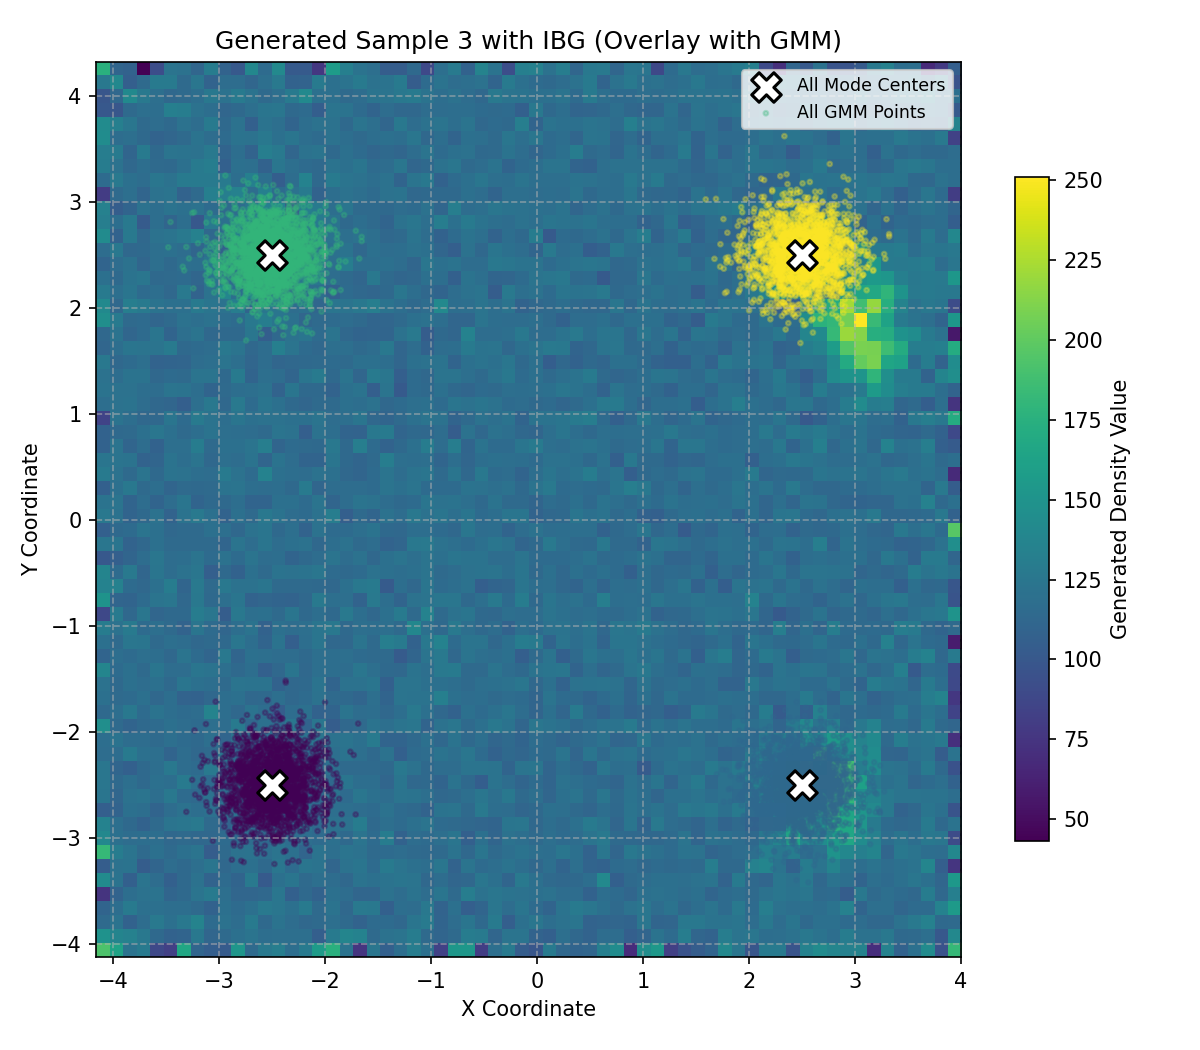 Generated Sample 3 with IBG (Overlay with GMM)
All Mode Centers
All GMM Points
4
3
2
1
0
−1
−2
−3
−4
Y Coordinate
−4 −3 −2 −1 0 1 2 3 4
X Coordinate
250
225
200
175
150
125
100
75
50
Generated Density Value